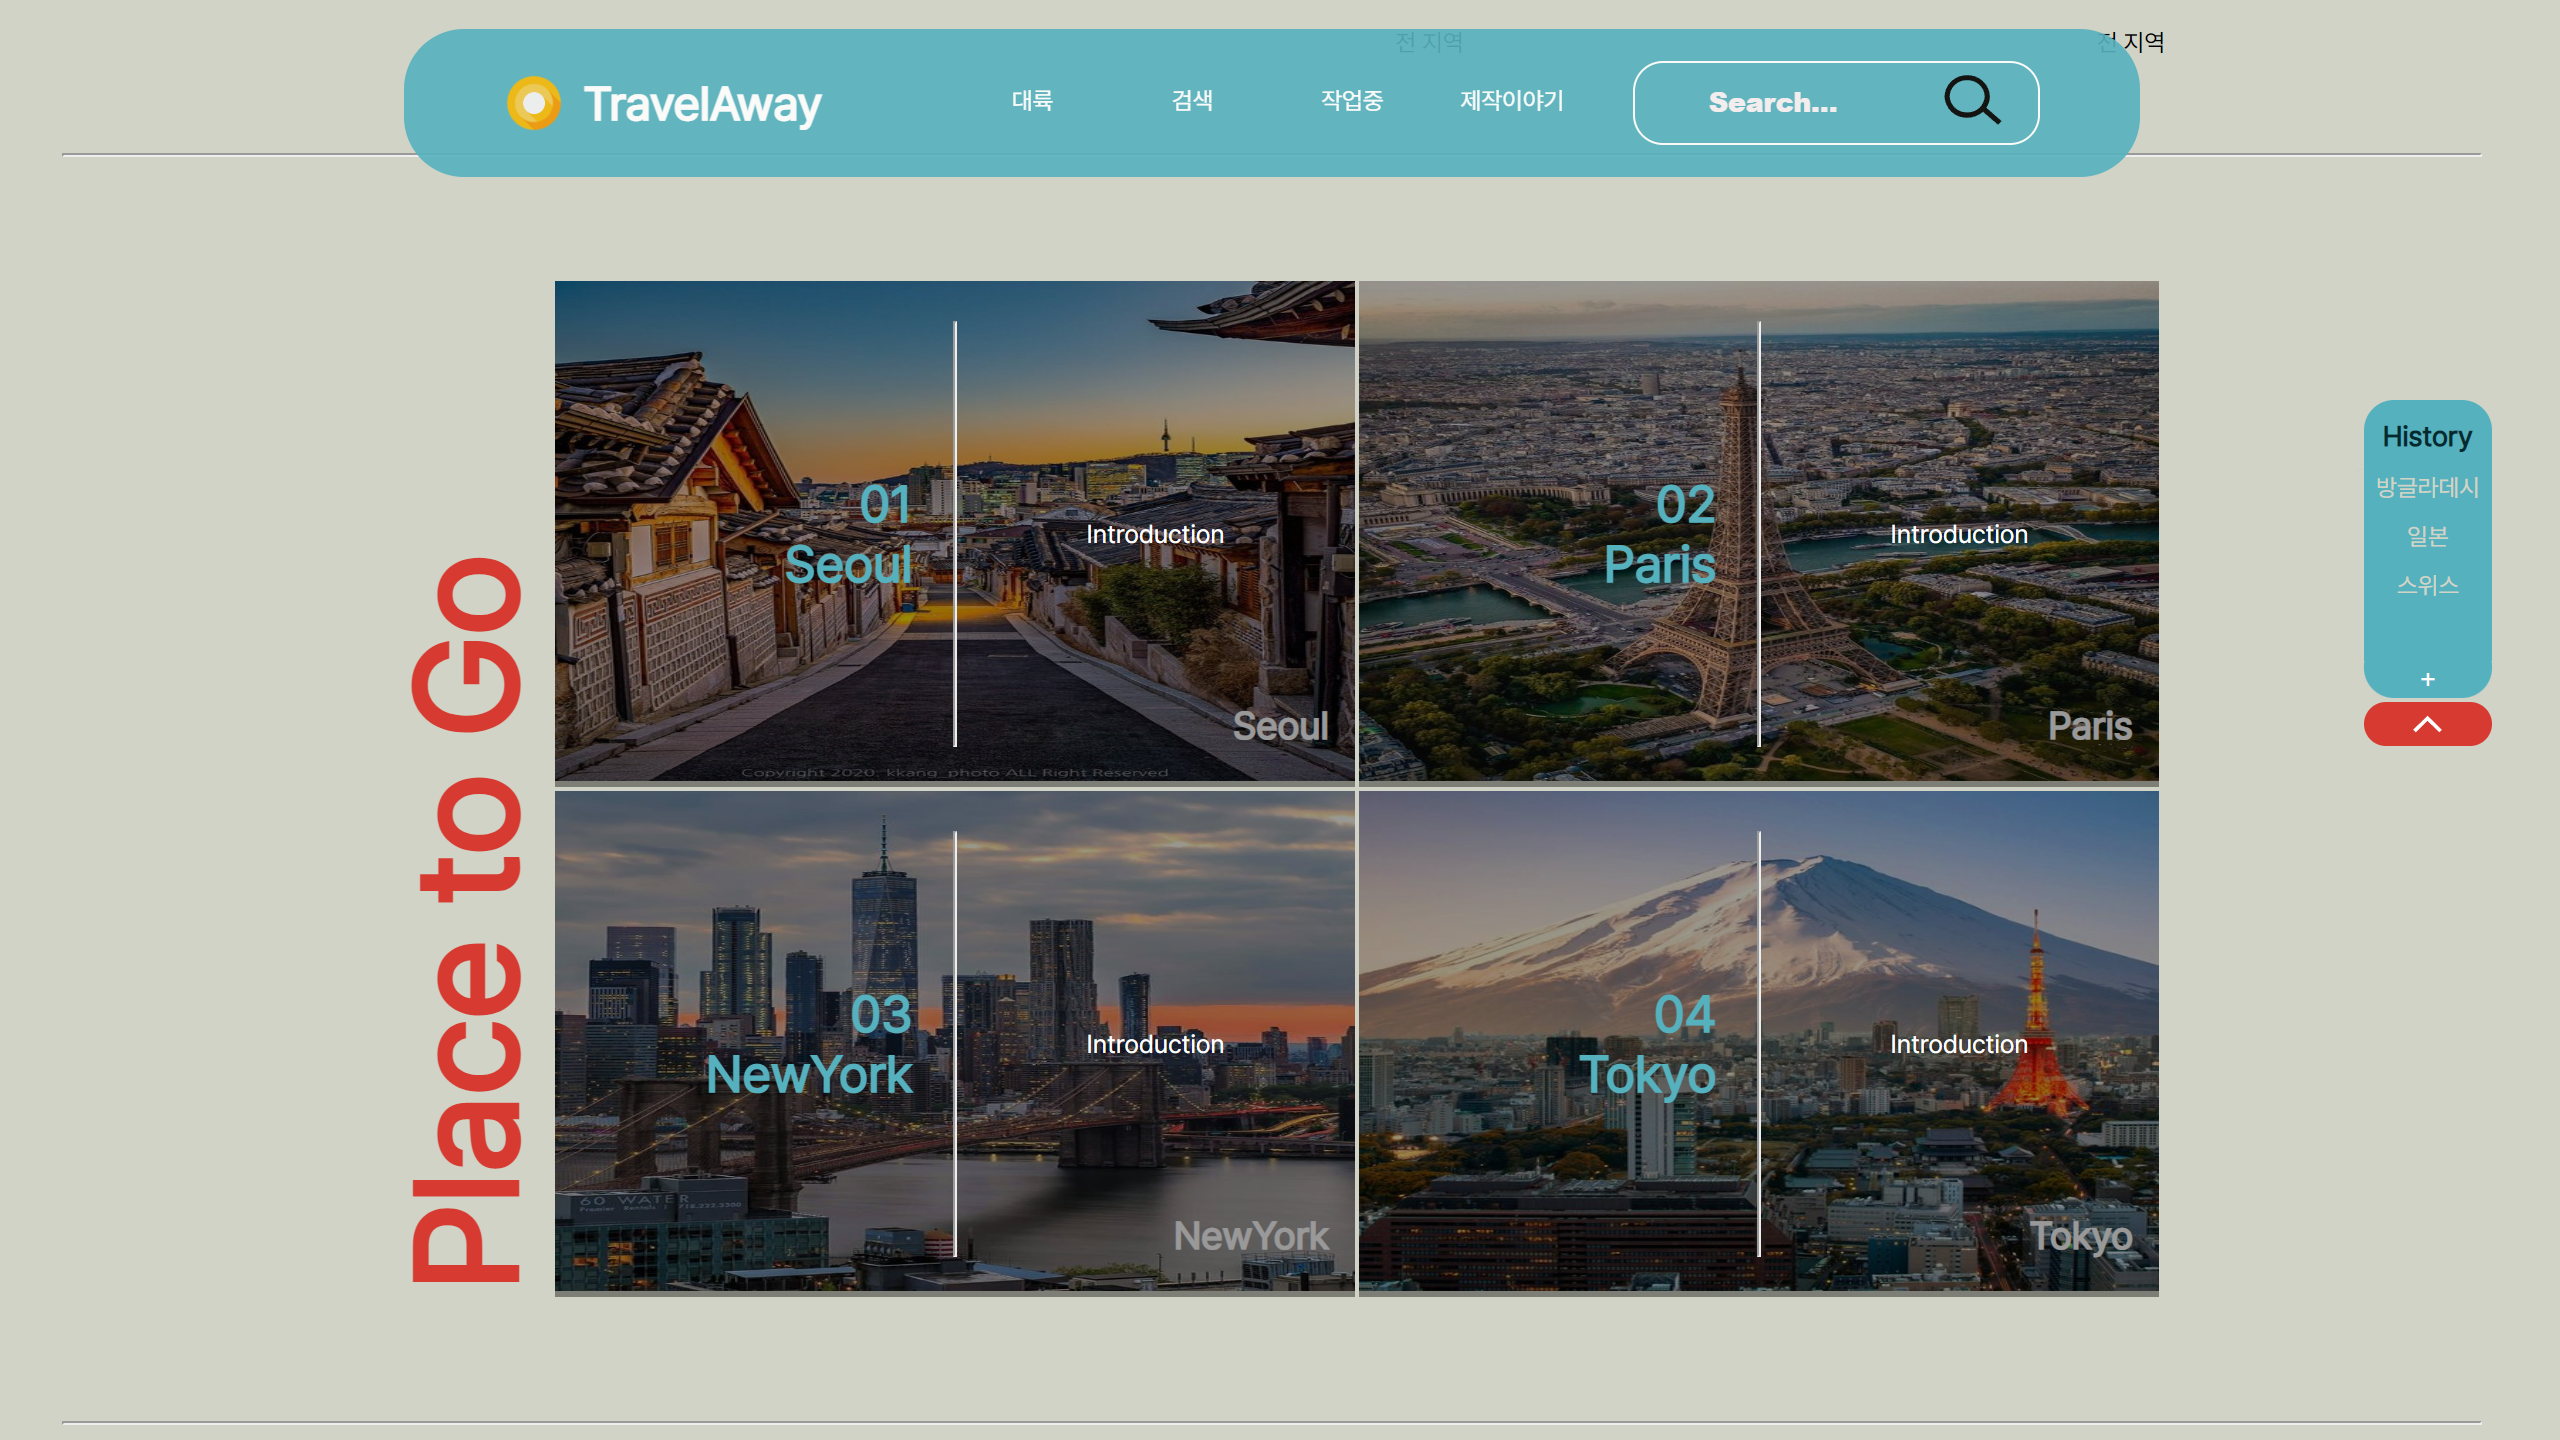 전 지역
전 지역
TravelAway
대륙
검색
작업중
제작이야기
Search...
Place to Go
01
Seoul
Introduction
Seoul
Copyright 2020. kkang_photo ALL Right Reserved
02
Paris
Introduction
Paris
03
NewYork
Introduction
NewYork
60 WATER
04
Tokyo
Introduction
Tokyo
History
방글라데시
일본
스위스
+